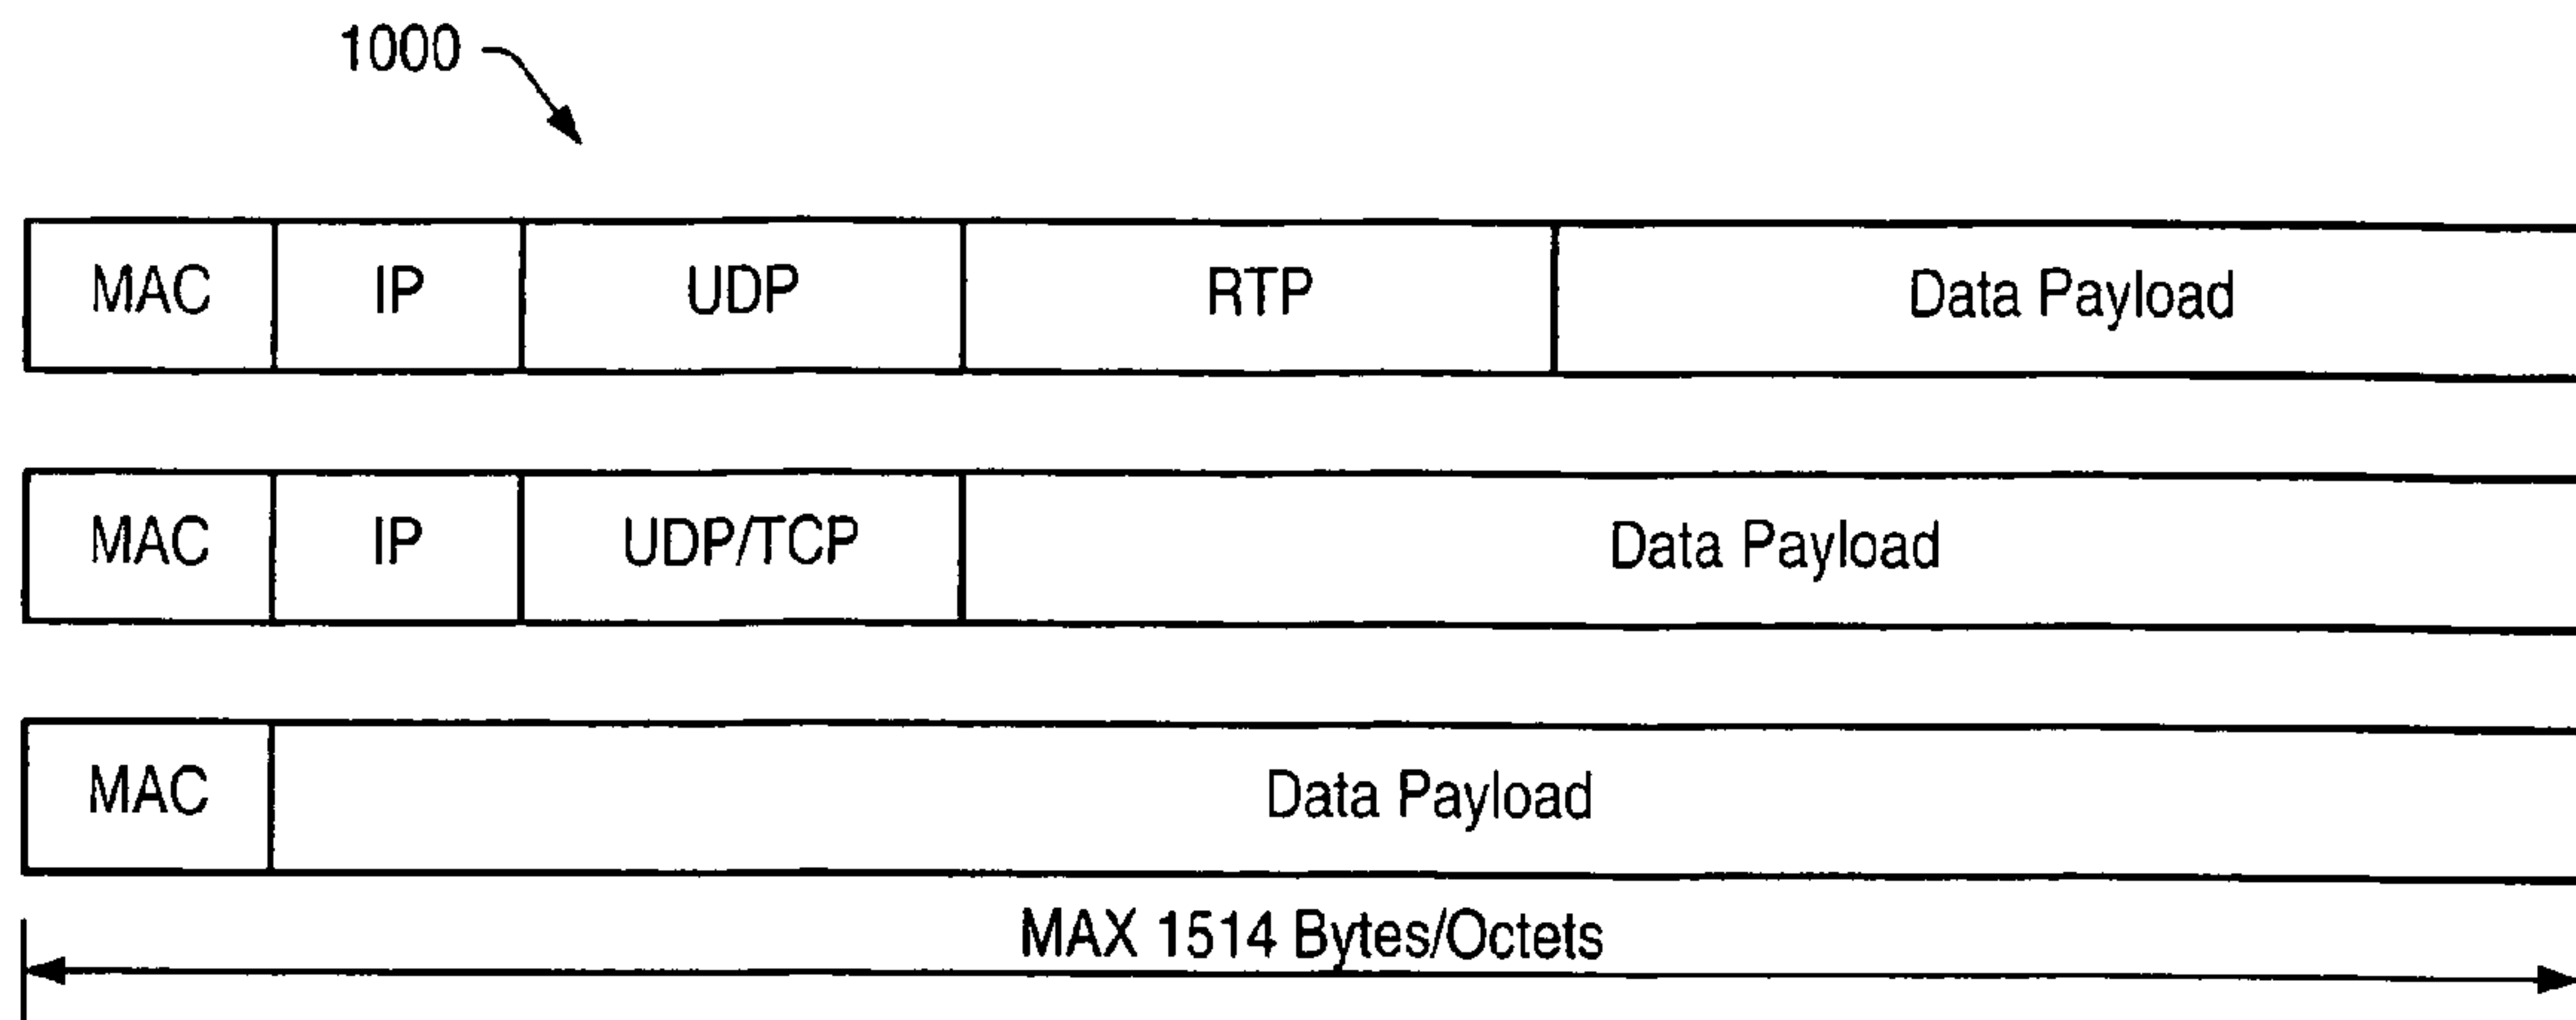 1000
MAC IP UDP RTP Data Payload
MAC IP UDP/TCP Data Payload
MAC Data Payload
MAX 1514 Bytes/Octets